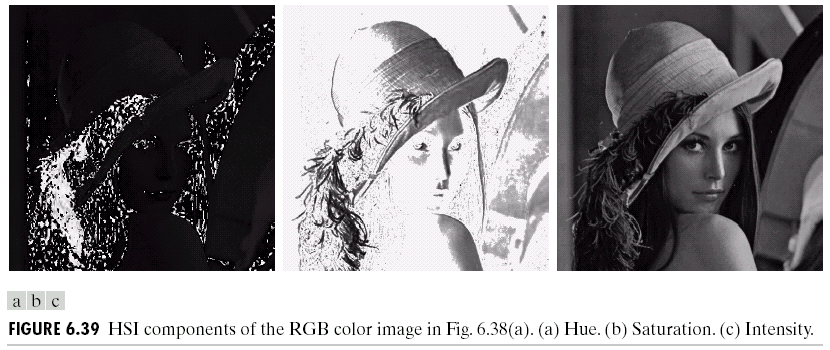 a b c
FIGURE 6.39 HSI components of the RGB color image in Fig. 6.38(a). (a) Hue. (b) Saturation. (c) Intensity.